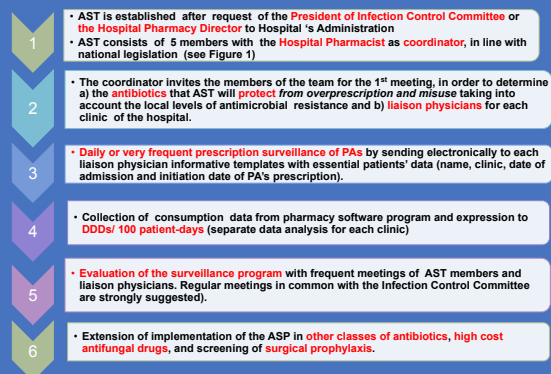 1
• AST is established after request of the President of Infection Control Committee or
the Hospital Pharmacy Director to Hospital 's Administration
• AST consists of 5 members with the Hospital Pharmacist as coordinator, in line with
national legislation (see Figure 1)
2
• The coordinator invites the members of the team for the 1st meeting, in order to determine
a) the antibiotics that AST will protect from overprescription and misuse taking into
account the local levels of antimicrobial resistance and b) liaison physicians for each
clinic of the hospital.
3
• Daily or very frequent prescription surveillance of PAs by sending electronically to each
liaison physician informative templates with essential patients' data (name, clinic, date of
admission and initiation date of PA's prescription).
4
• Collection of consumption data from pharmacy software program and expression to
DDDs/ 100 patient-days (separate data analysis for each clinic)
5
• Evaluation of the surveillance program with frequent meetings of AST members and
liaison physicians. Regular meetings in common with the Infection Control Committee
are strongly suggested).
6
• Extension of implementation of the ASP in other classes of antibiotics, high cost
antifungal drugs, and screening of surgical prophylaxis.